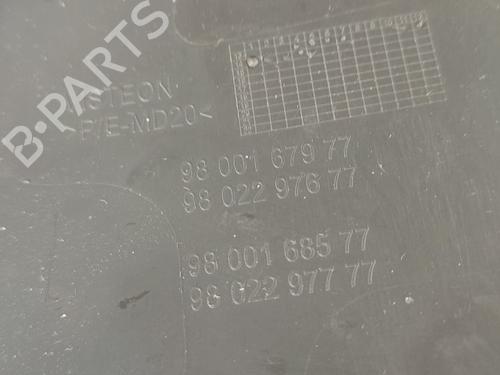 B-PARTS
STEON
>P/E-MD20<
98 001 679 77
98 022 976 77
98 001 685 77
98 022 977 77